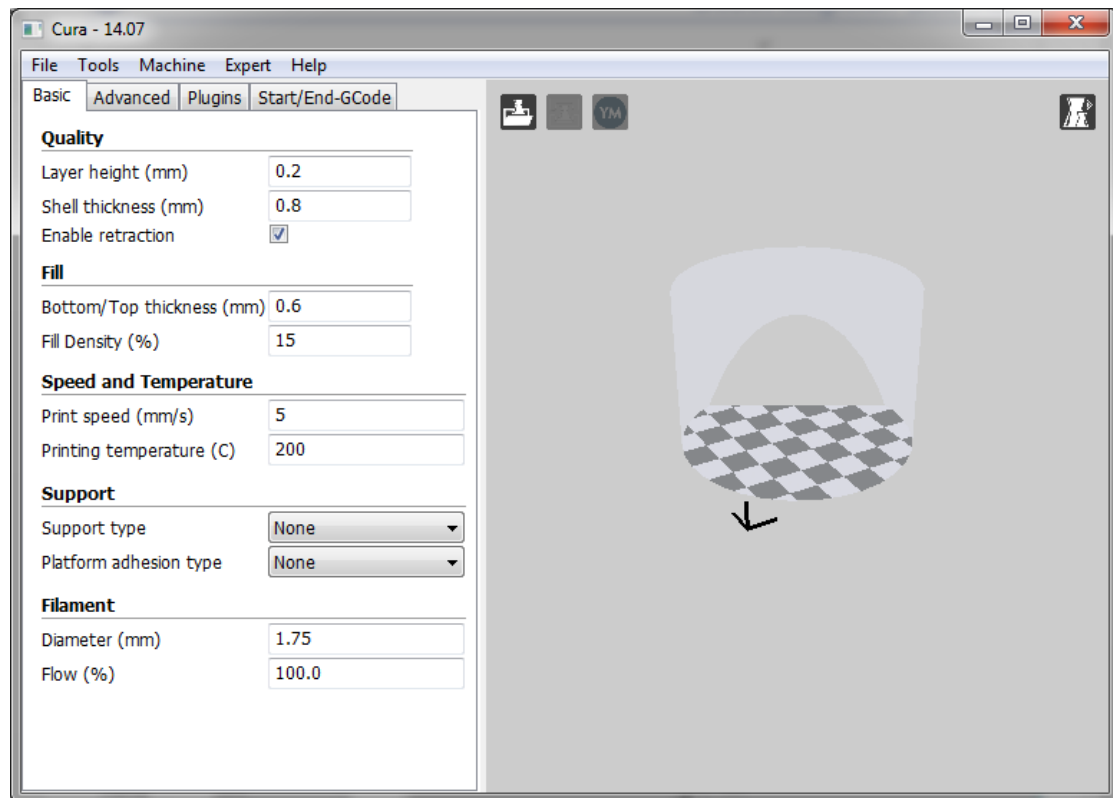 Cura - 14.07
File Tools Machine Expert Help
Basic Advanced Plugins Start/End-GCode
Quality
Layer height (mm) 0.2
Shell thickness (mm) 0.8
Enable retraction
Fill
Bottom/Top thickness (mm) 0.6
Fill Density (%) 15
Speed and Temperature
Print speed (mm/s) 5
Printing temperature (C) 200
Support
Support type None
Platform adhesion type None
Filament
Diameter (mm) 1.75
Flow (%) 100.0
YM